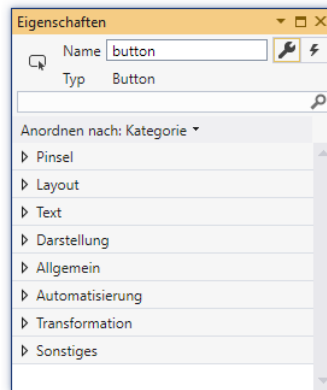 Eigenschaften
Name button
Typ Button
Anordnen nach: Kategorie
Pinsel
Layout
Text
Darstellung
Allgemein
Automatisierung
Transformation
Sonstiges